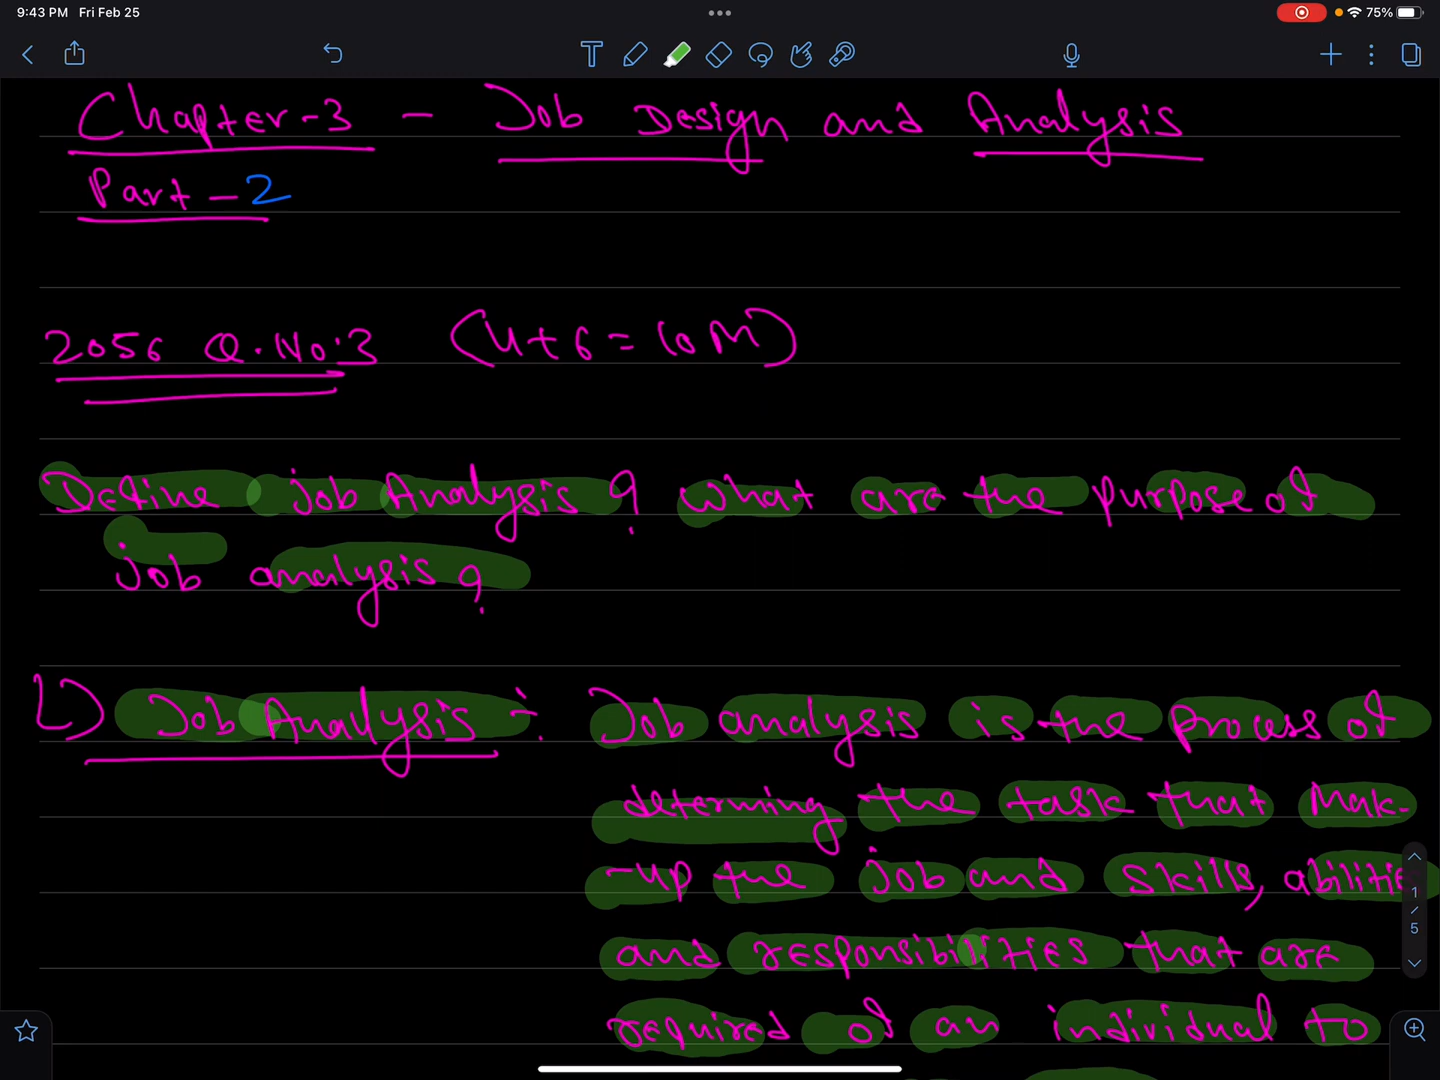 9:43 PM Fri Feb 25
75%
Chapter-3 - Job Design and Analysis
Part - 2
2056 Q.No:3 (4+6=10M)
Define job Analysis? what are the purpose of
job analysis?
1) Job Analysis :- Job analysis is the process of
determing the task that Mak-
-up the job and skills, abilitie
and responsibilities that are
required of an individual to
1
/
5